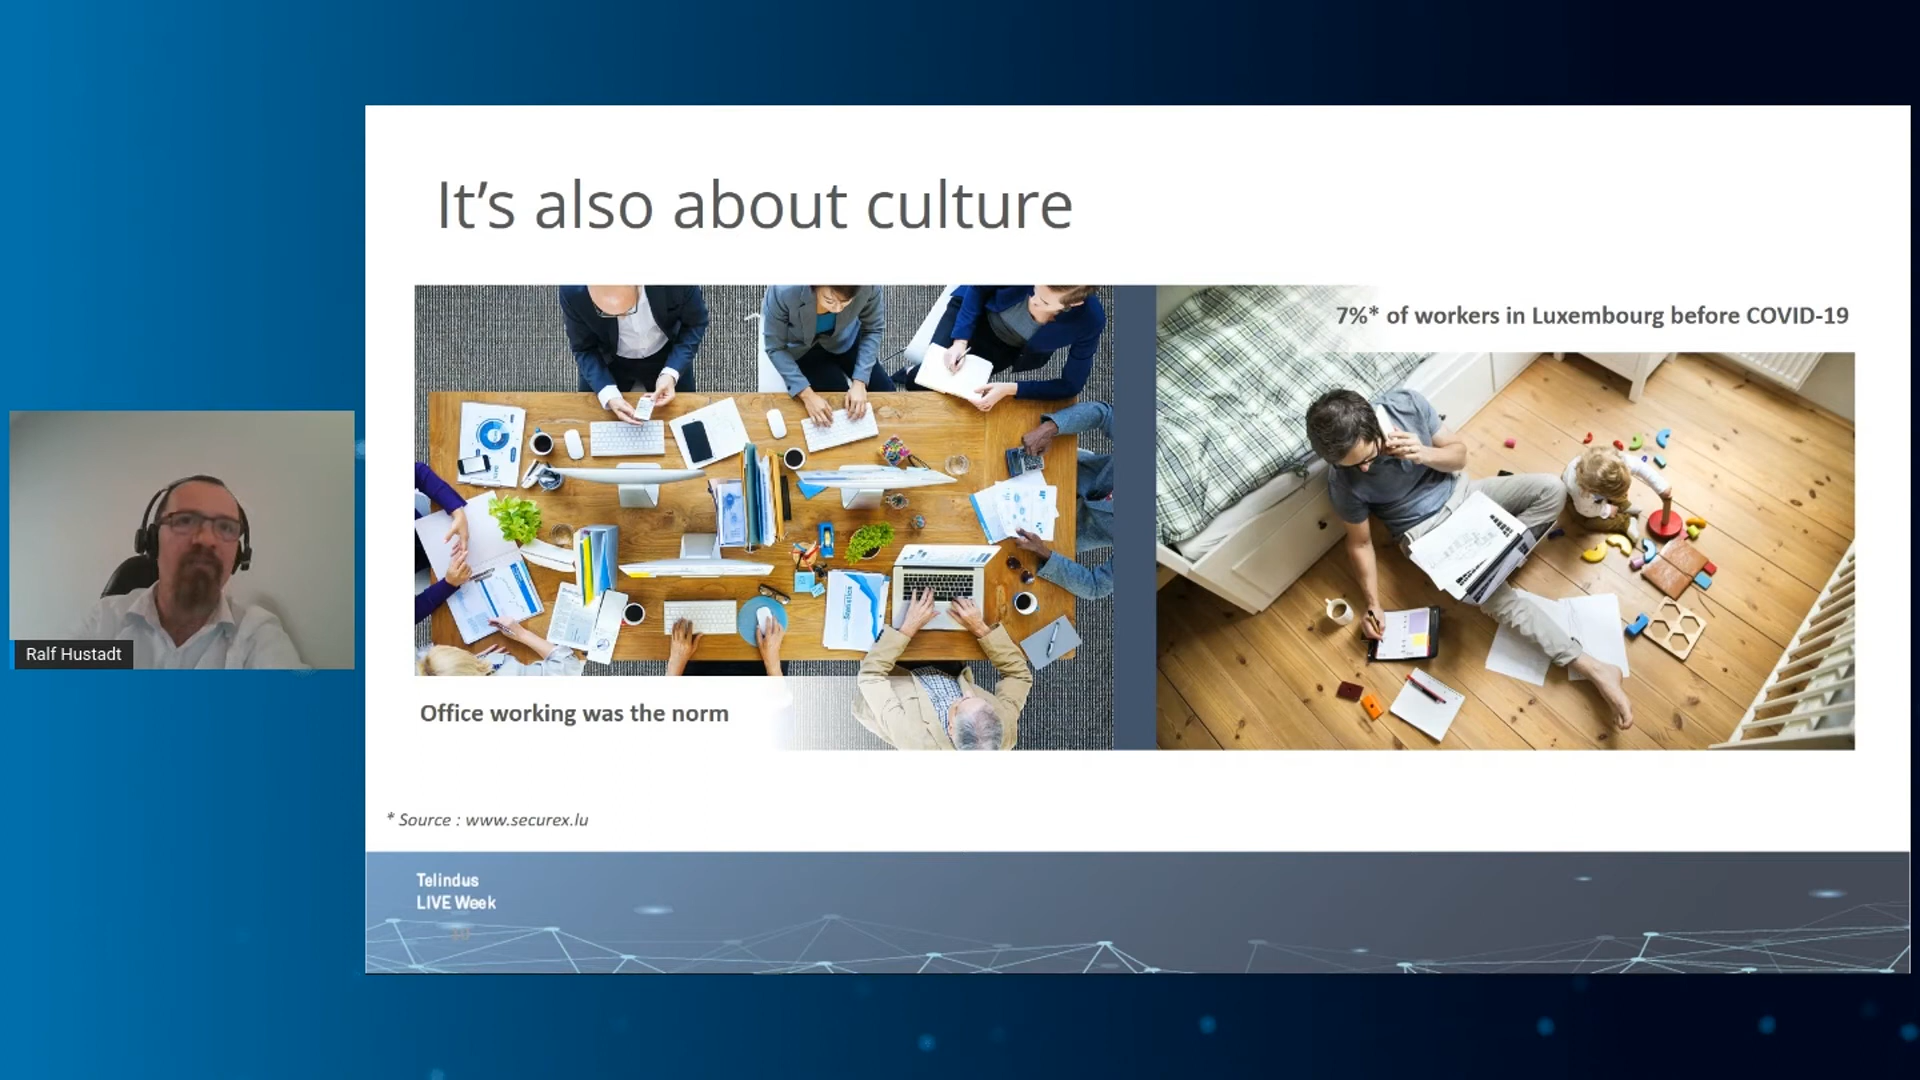 It’s also about culture
7%* of workers in Luxembourg before COVID-19
Statistics
Office working was the norm
Ralf Hustadt
* Source : www.securex.lu
Telindus
LIVE Week